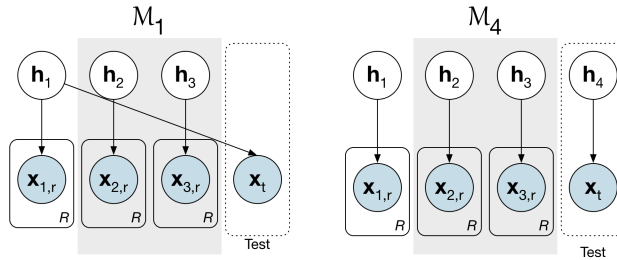 M₁
h₁ h₂ h₃
x₁,ᵣ x₂,ᵣ x₃,ᵣ xₜ
R R R
Test
M₄
h₁ h₂ h₃ h₄
x₁,ᵣ x₂,ᵣ x₃,ᵣ xₜ
R R R
Test